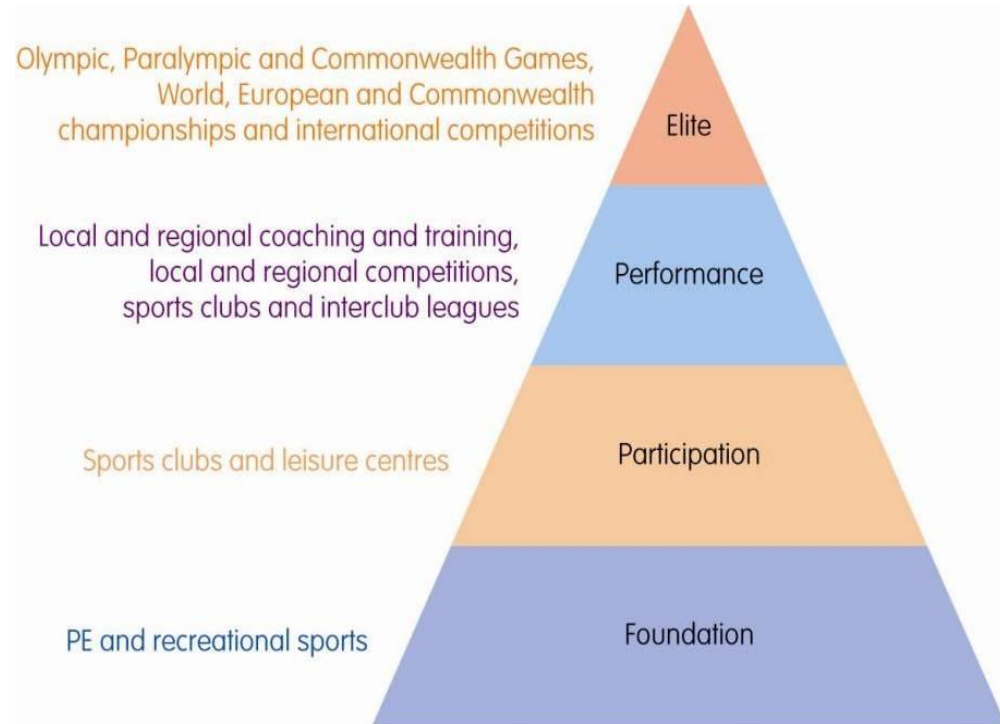 Olympic, Paralympic and Commonwealth Games,
World, European and Commonwealth
championships and international competitions
Elite
Local and regional coaching and training,
local and regional competitions,
sports clubs and interclub leagues
Performance
Sports clubs and leisure centres
Participation
PE and recreational sports
Foundation